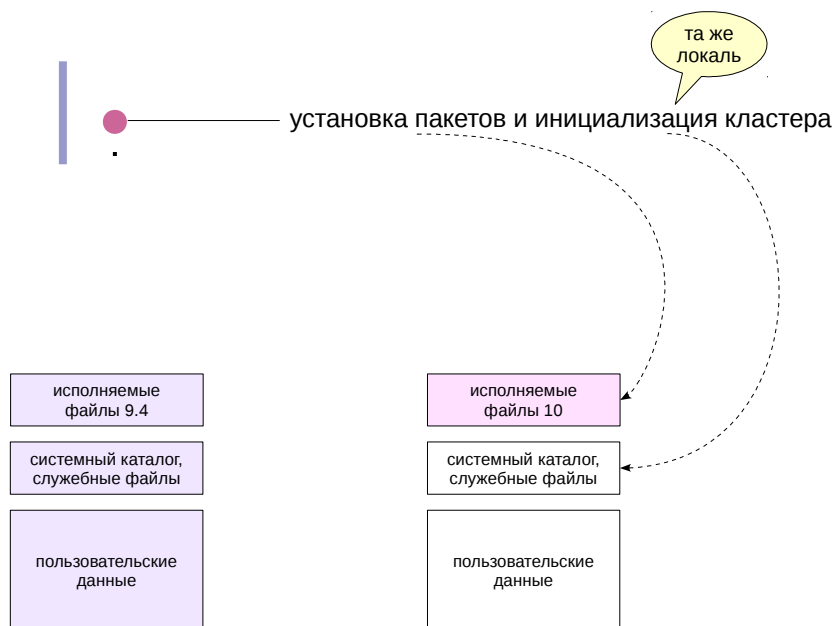 та же
локаль
установка пакетов и инициализация кластера
исполняемые
файлы 9.4
исполняемые
файлы 10
системный каталог,
служебные файлы
системный каталог,
служебные файлы
пользовательские
данные
пользовательские
данные